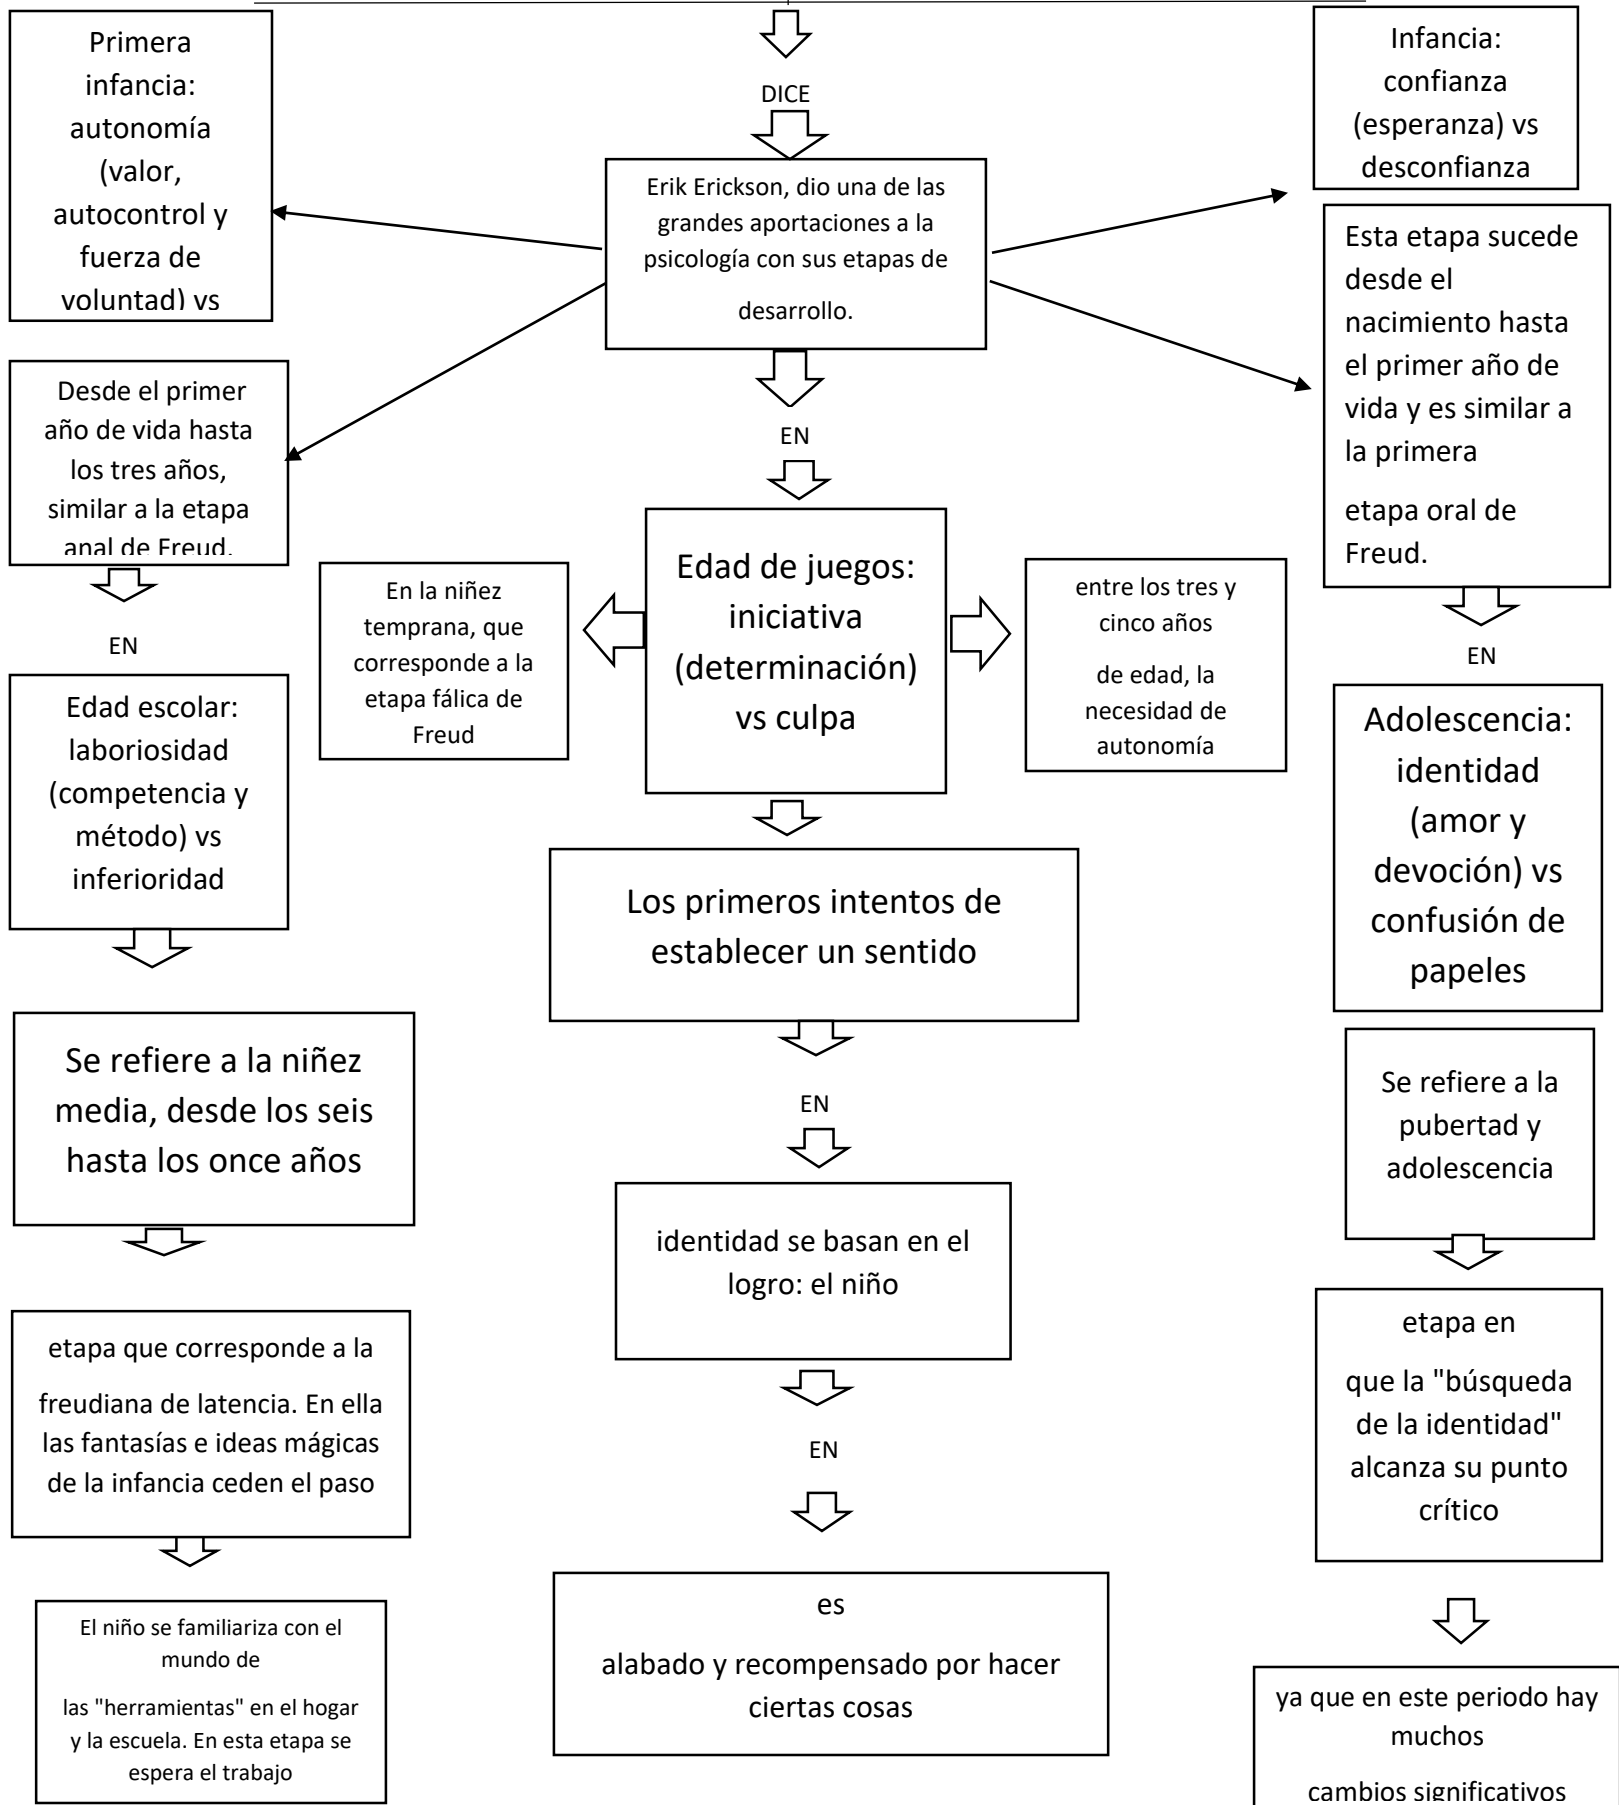 Primera
infancia:
autonomía
(valor,
autocontrol y
fuerza de
voluntad) vs
DICE
Infancia:
confianza
(esperanza) vs
desconfianza
Erik Erickson, dio una de las
grandes aportaciones a la
psicología con sus etapas de
desarrollo.
Esta etapa sucede
desde el
nacimiento hasta
el primer año de
vida y es similar a
la primera
etapa oral de
Freud.
Desde el primer
año de vida hasta
los tres años,
similar a la etapa
anal de Freud.
EN
En la niñez
temprana, que
corresponde a la
etapa fálica de
Freud
Edad de juegos:
iniciativa
(determinación)
vs culpa
entre los tres y
cinco años
de edad, la
necesidad de
autonomía
EN
EN
Edad escolar:
laboriosidad
(competencia y
método) vs
inferioridad
Adolescencia:
identidad
(amor y
devoción) vs
confusión de
papeles
Los primeros intentos de
establecer un sentido
Se refiere a la niñez
media, desde los seis
hasta los once años
EN
Se refiere a la
pubertad y
adolescencia
identidad se basan en el
logro: el niño
etapa que corresponde a la
freudiana de latencia. En ella
las fantasías e ideas mágicas
de la infancia ceden el paso
EN
etapa en
que la "búsqueda
de la identidad"
alcanza su punto
crítico
El niño se familiariza con el
mundo de
las "herramientas" en el hogar
y la escuela. En esta etapa se
espera el trabajo
es
alabado y recompensado por hacer
ciertas cosas
ya que en este periodo hay
muchos
cambios significativos